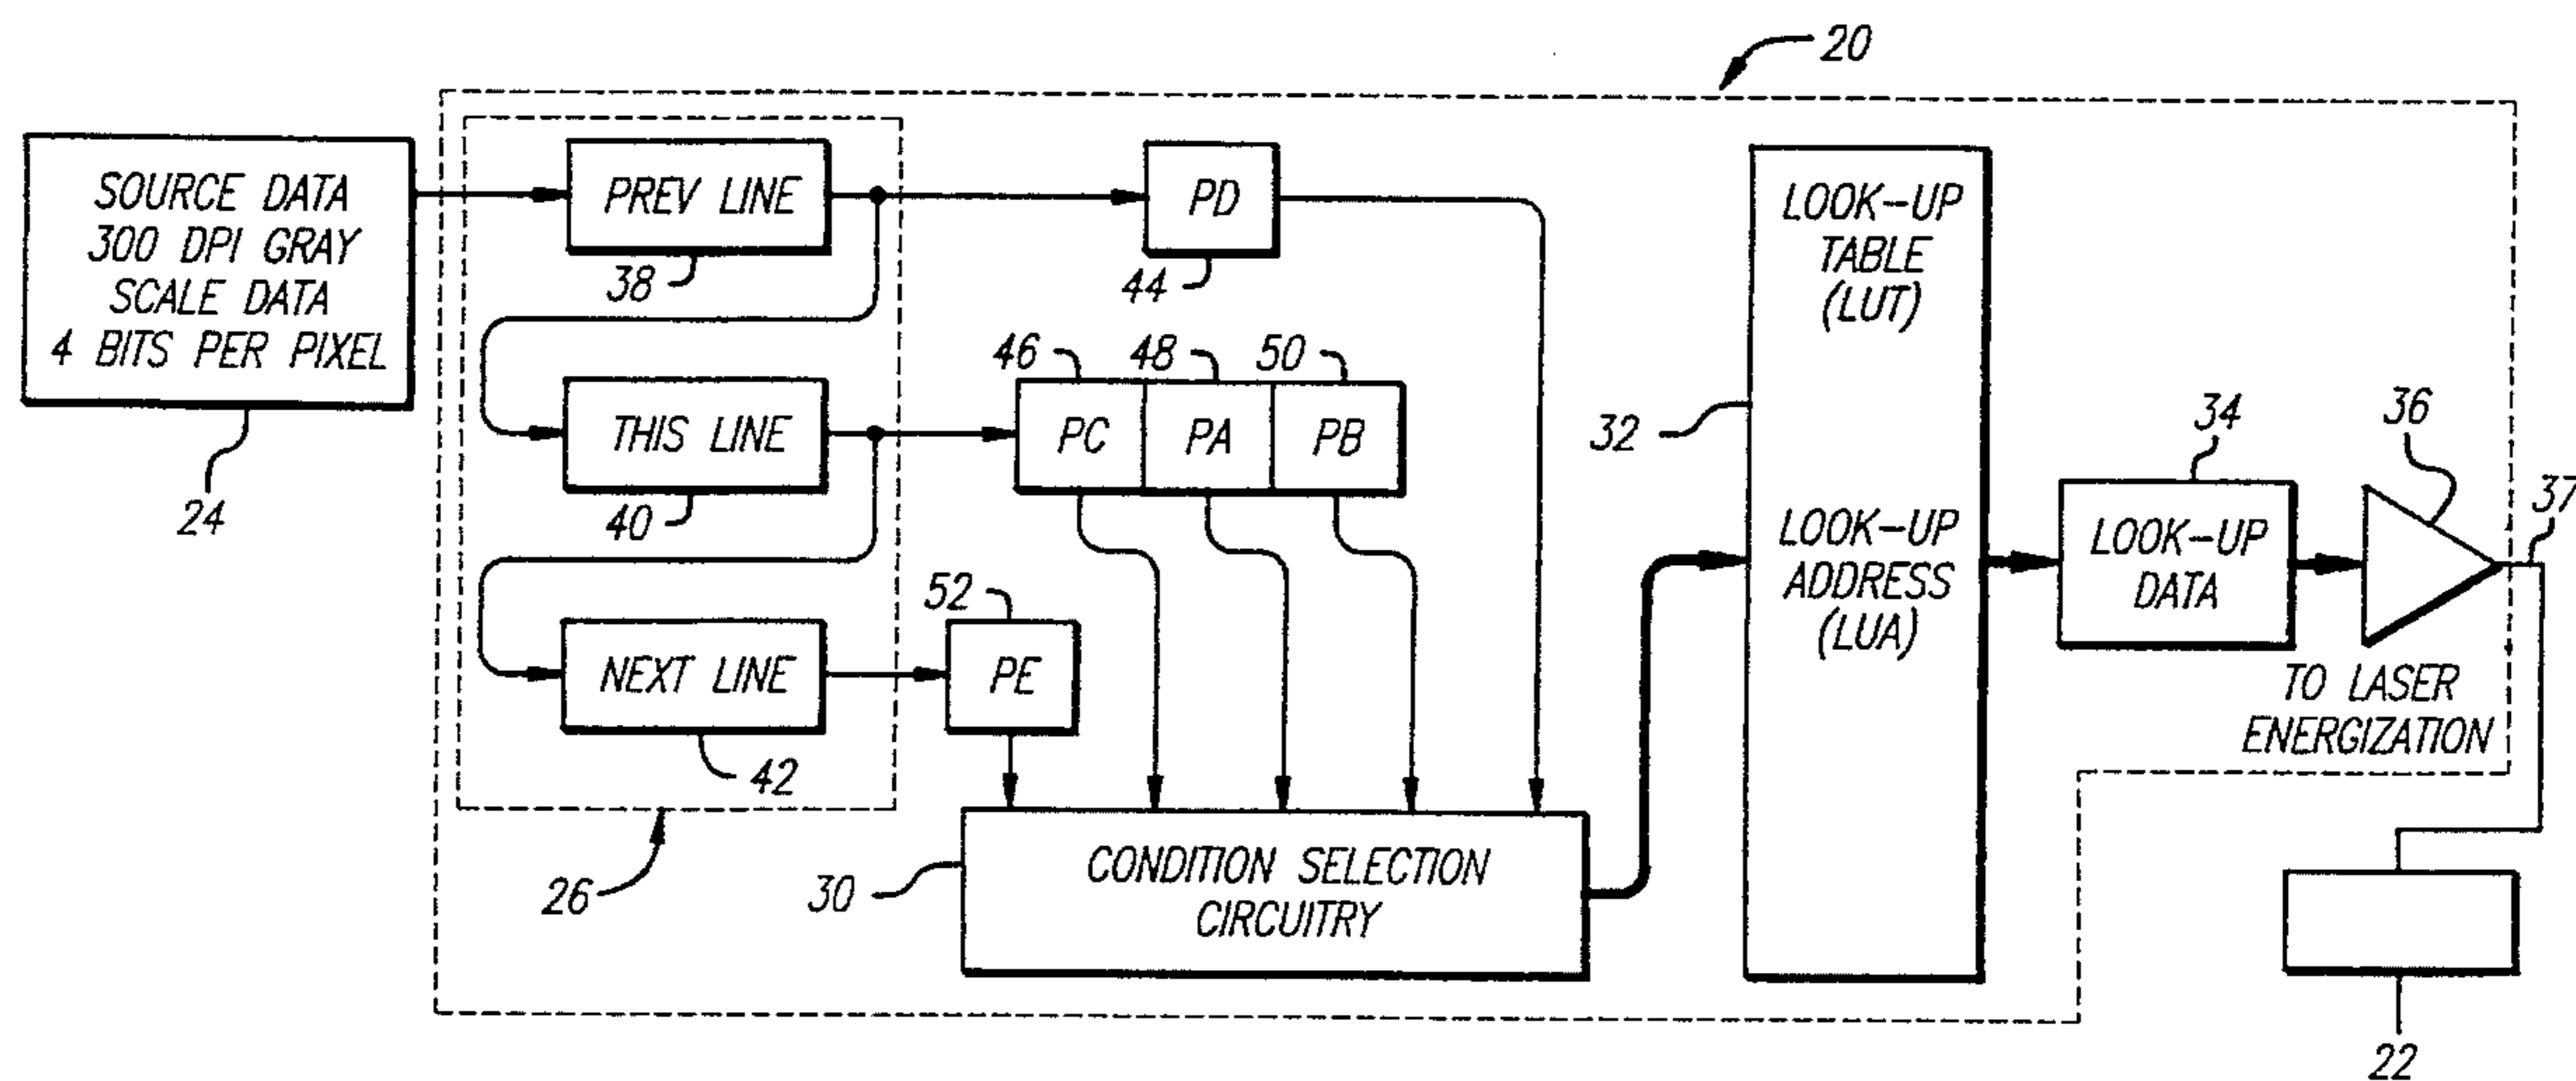 20
SOURCE DATA
300 DPI GRAY
SCALE DATA
4 BITS PER PIXEL
24
PREV LINE
38
THIS LINE
40
NEXT LINE
42
26
PD
44
46
48
50
PC
PA
PB
52
PE
30
CONDITION SELECTION
CIRCUITRY
LOOK-UP
TABLE
(LUT)
32
LOOK-UP
ADDRESS
(LUA)
34
LOOK-UP
DATA
36
37
TO LASER
ENERGIZATION
22